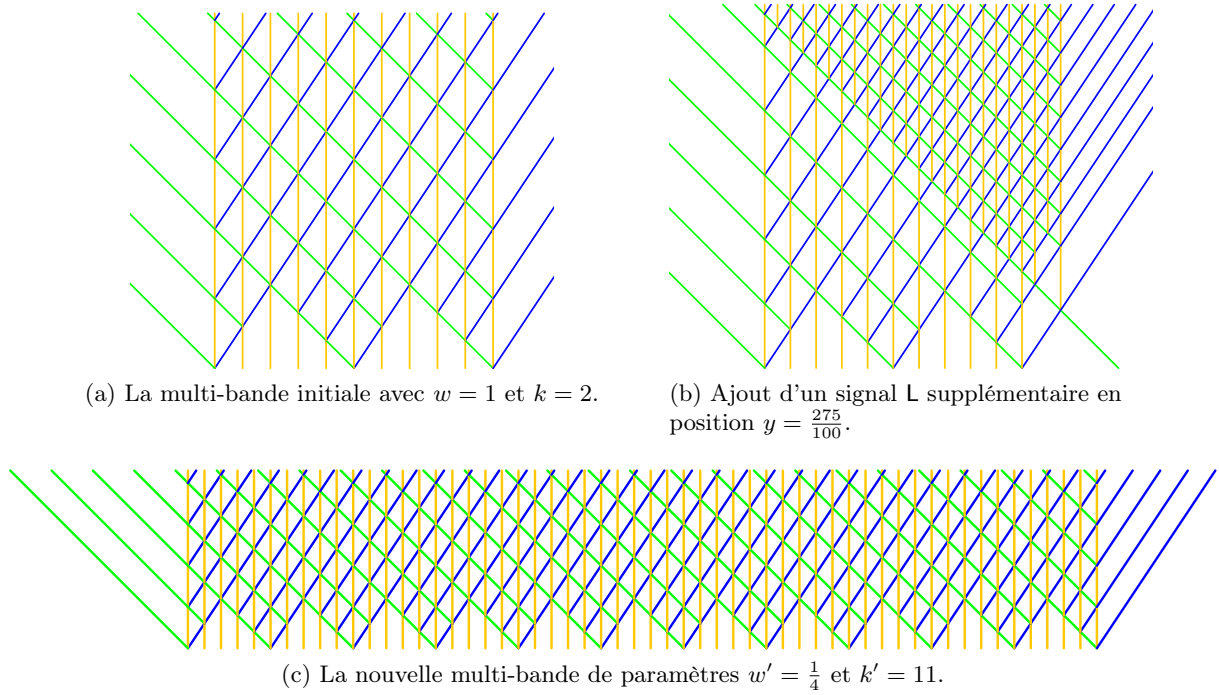 (a) La multi-bande initiale avec w = 1 et k = 2.
(b) Ajout d'un signal L supplémentaire en
position y = 275/100.
(c) La nouvelle multi-bande de paramètres w′ = 1/4 et k′ = 11.